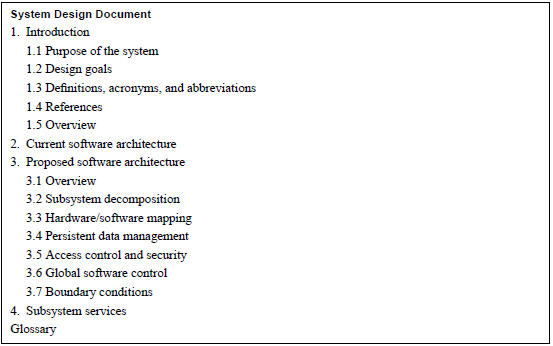 System Design Document
1. Introduction
1.1 Purpose of the system
1.2 Design goals
1.3 Definitions, acronyms, and abbreviations
1.4 References
1.5 Overview
2. Current software architecture
3. Proposed software architecture
3.1 Overview
3.2 Subsystem decomposition
3.3 Hardware/software mapping
3.4 Persistent data management
3.5 Access control and security
3.6 Global software control
3.7 Boundary conditions
4. Subsystem services
Glossary